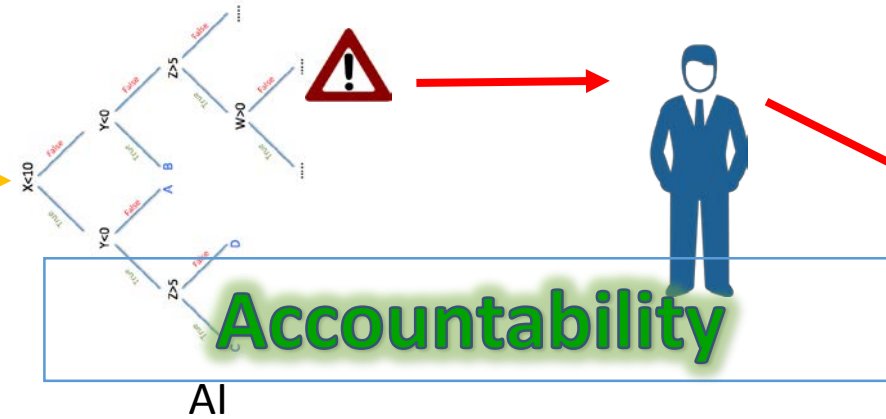 False
.....
Z>5
False
True
False
.....
W>0
Y<0
True
True
.....
False
B
X<10
A
True
False
Y<0
D
True
False
Z>5
True
Accountability
AI